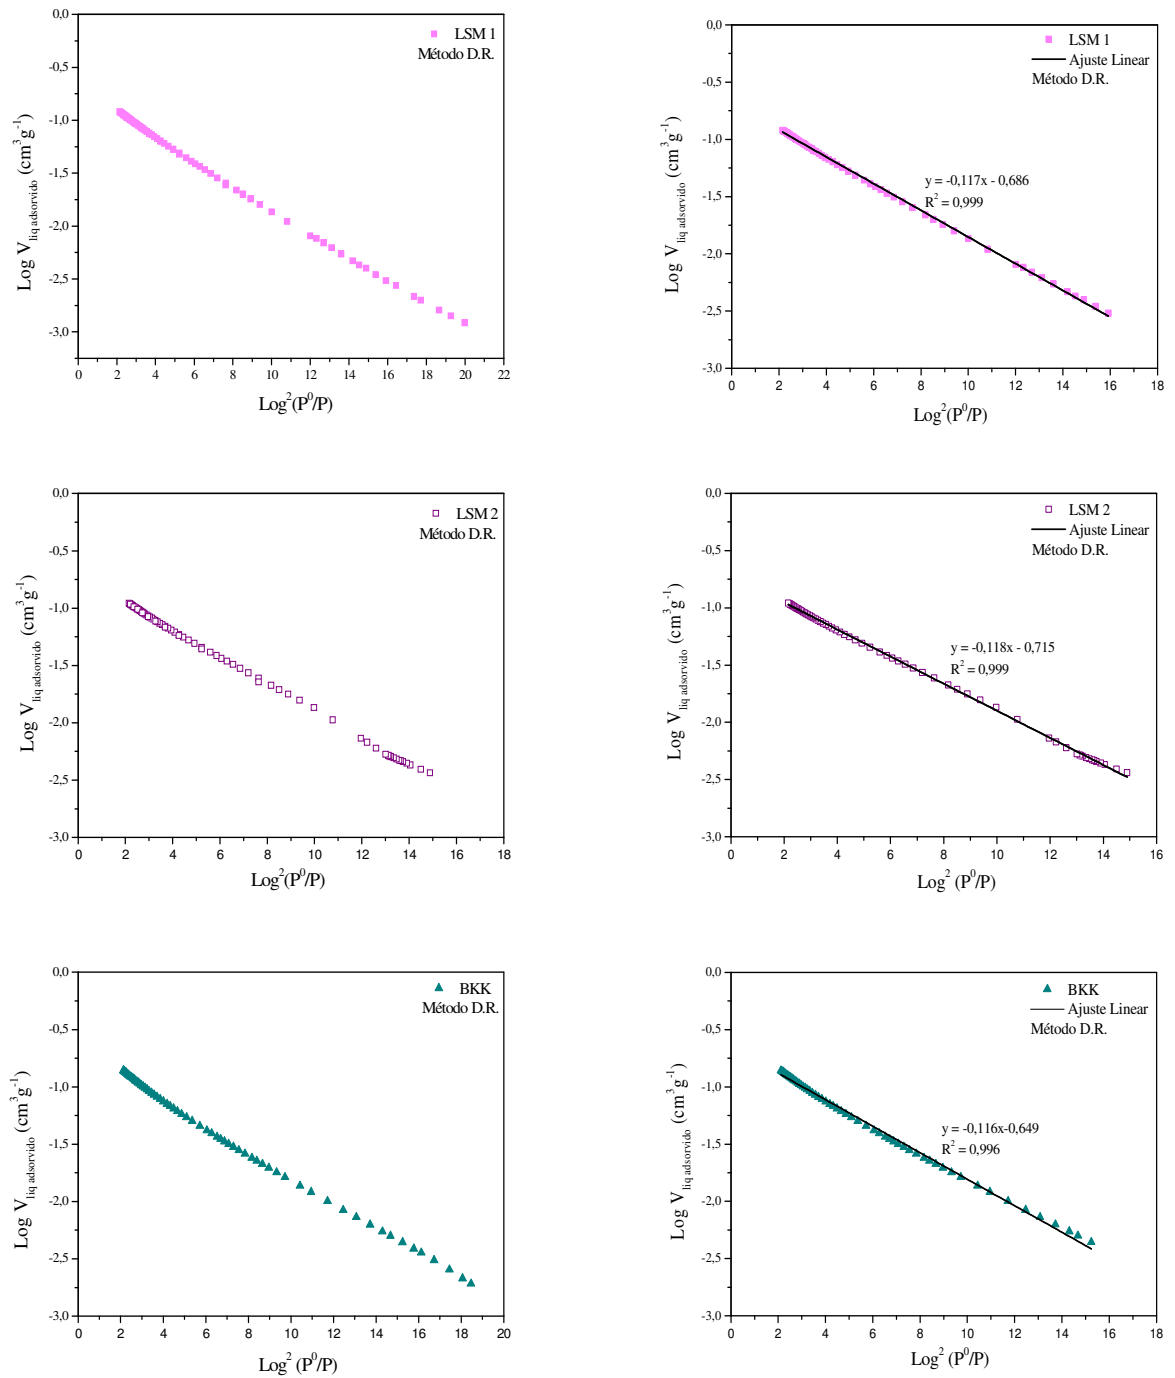 LSM 1
Método D.R.
Log V liq adsorvido (cm³g⁻¹)
0,0
-0,5
-1,0
-1,5
-2,0
-2,5
-3,0
0 2 4 6 8 10 12 14 16 18 20 22
Log²(P⁰/P)
LSM 1
Ajuste Linear
Método D.R.
y = -0,117x - 0,686
R² = 0,999
Log V liq adsorvido (cm³g⁻¹)
0,0
-0,5
-1,0
-1,5
-2,0
-2,5
-3,0
0 2 4 6 8 10 12 14 16 18
Log²(P⁰/P)
LSM 2
Método D.R.
Log V liq adsorvido (cm³g⁻¹)
0,0
-0,5
-1,0
-1,5
-2,0
-2,5
-3,0
0 2 4 6 8 10 12 14 16 18
Log²(P⁰/P)
LSM 2
Ajuste Linear
Método D.R.
y = -0,118x - 0,715
R² = 0,999
Log V liq adsorvido (cm³g⁻¹)
0,0
-0,5
-1,0
-1,5
-2,0
-2,5
-3,0
0 2 4 6 8 10 12 14 16
Log² (P⁰/P)
BKK
Método D.R.
Log V liq adsorvido (cm³g⁻¹)
0,0
-0,5
-1,0
-1,5
-2,0
-2,5
-3,0
0 2 4 6 8 10 12 14 16 18 20
Log² (P⁰/P)
BKK
Ajuste Linear
Método D.R.
y = -0,116x-0,649
R² = 0,996
Log V liq adsorvido (cm³g⁻¹)
0,0
-0,5
-1,0
-1,5
-2,0
-2,5
-3,0
0 2 4 6 8 10 12 14 16 18
Log² (P⁰/P)